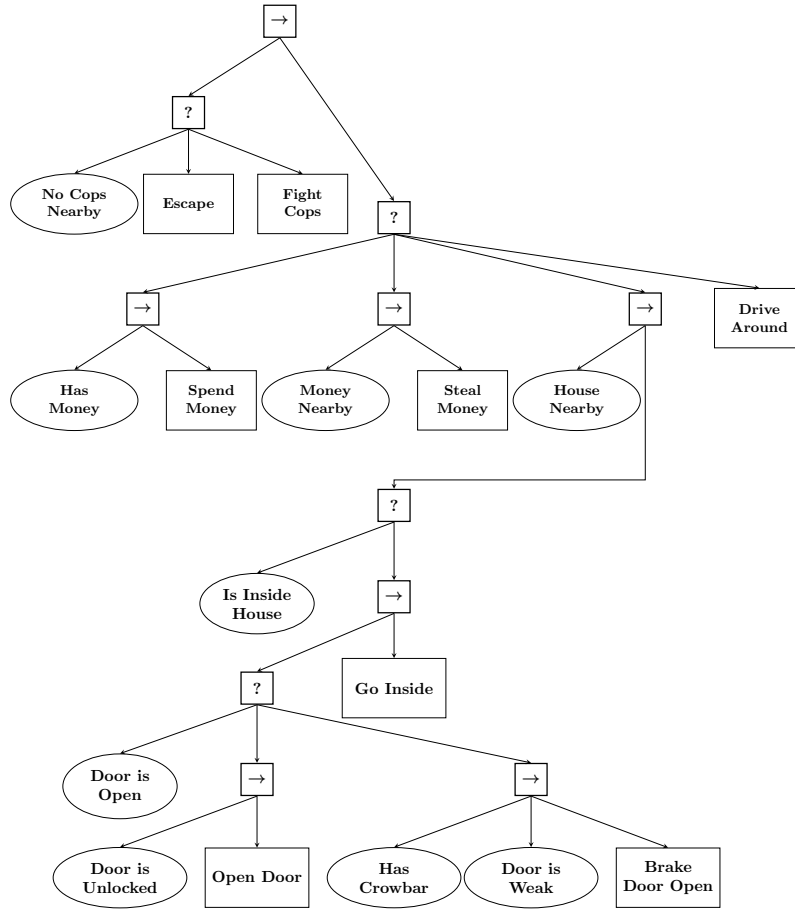 →
?
No Cops
Nearby
Escape
Fight
Cops
?
→
→
→
Drive
Around
Has
Money
Spend
Money
Money
Nearby
Steal
Money
House
Nearby
?
Is Inside
House
→
?
Go Inside
Door is
Open
→
→
Door is
Unlocked
Open Door
Has
Crowbar
Door is
Weak
Brake
Door Open